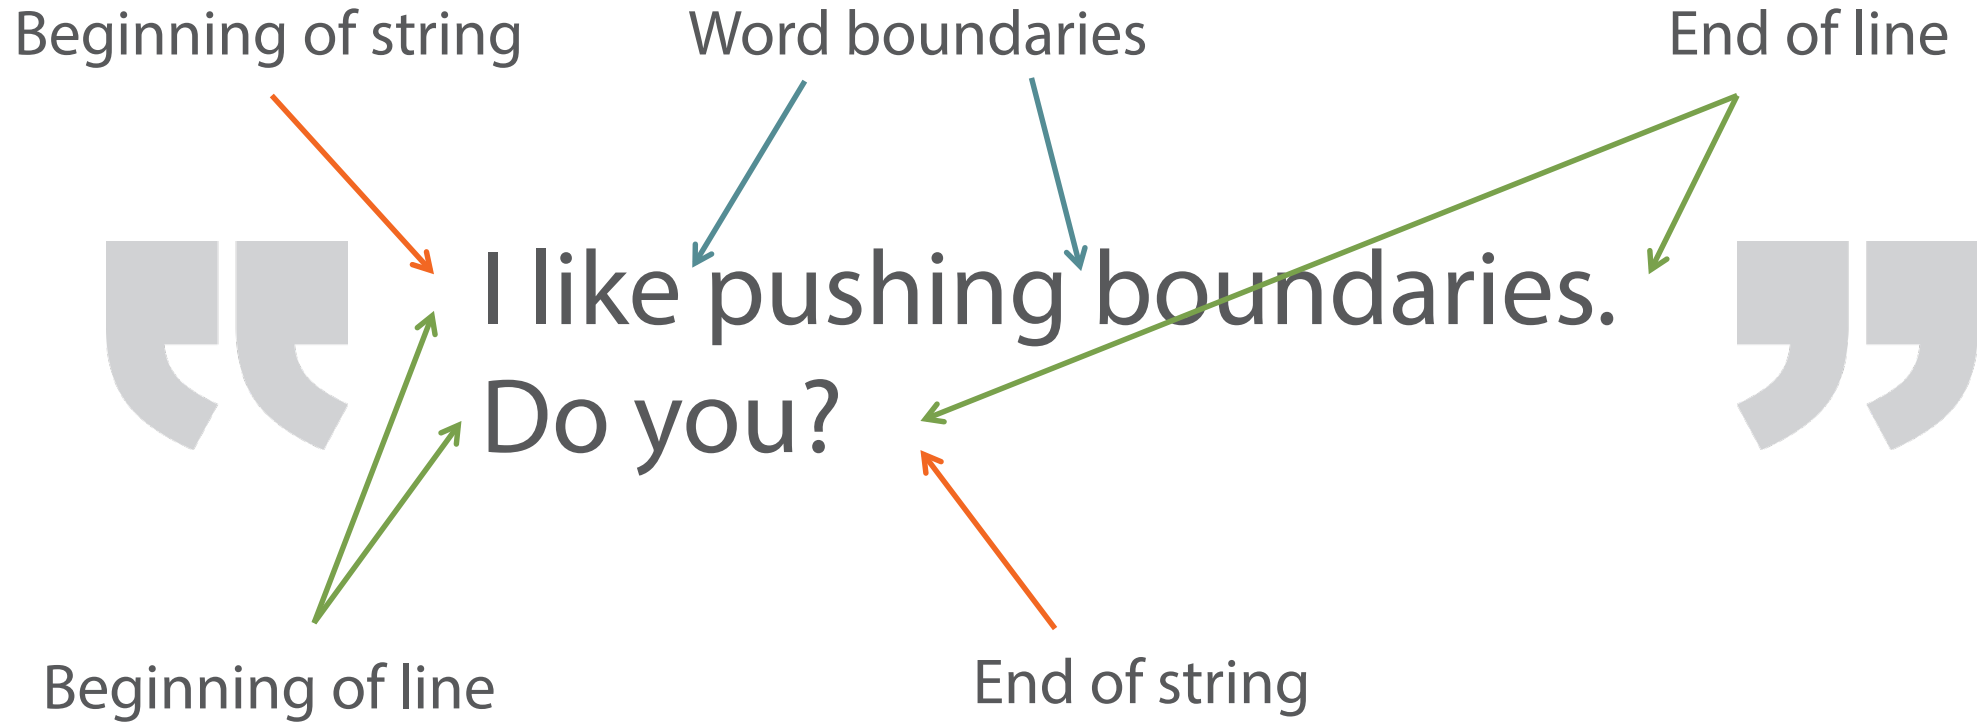 Beginning of string
Word boundaries
End of line
I like pushing boundaries.
Do you?
Beginning of line
End of string